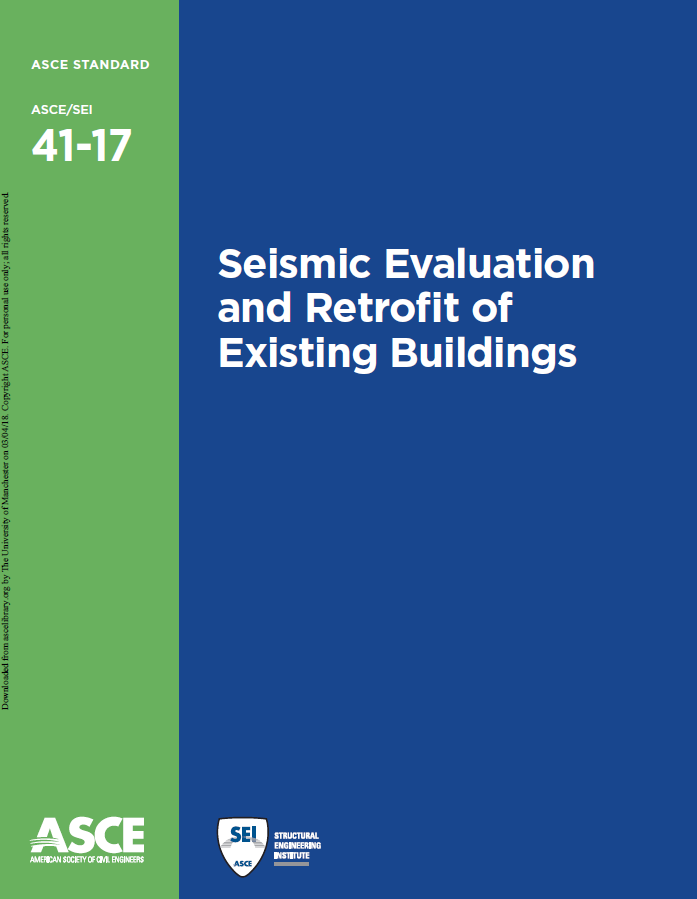 ASCE STANDARD
ASCE/SEI
41-17
Downloaded from ascelibrary.org by The University of Manchester on 03/04/18. Copyright ASCE. For personal use only; all rights reserved.
Seismic Evaluation
and Retrofit of
Existing Buildings
ASCE
AMERICAN SOCIETY OF CIVIL ENGINEERS
SEI
ASCE
STRUCTURAL
ENGINEERING
INSTITUTE